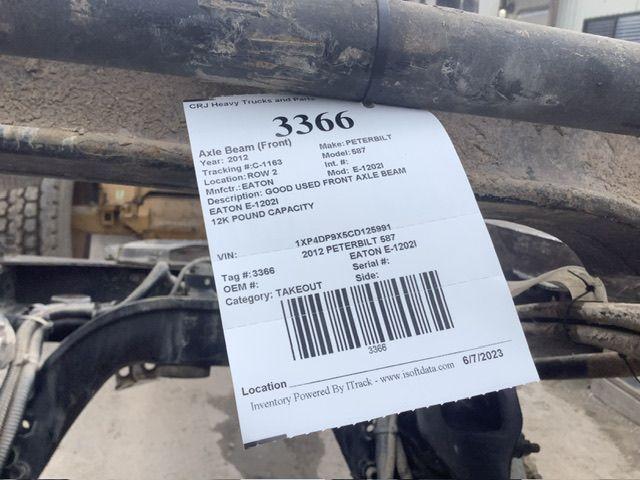 CRJ Heavy Trucks and Parts
3366
Axle Beam (Front)
Year: 2012 Make: PETERBILT
Tracking #:C-1163 Model: 587
Location: ROW 2 Int. #:
Mnfctr.: EATON Mod: E-1202I
Description: GOOD USED FRONT AXLE BEAM
EATON E-1202I
12K POUND CAPACITY
VIN: 1XP4DP9X5CD125991
2012 PETERBILT 587
Tag #: 3366 EATON E-1202I
OEM #: Serial #:
Category: TAKEOUT Side:
3366
Location
6/7/2023
Inventory Powered By ITrack - www.isoftdata.com